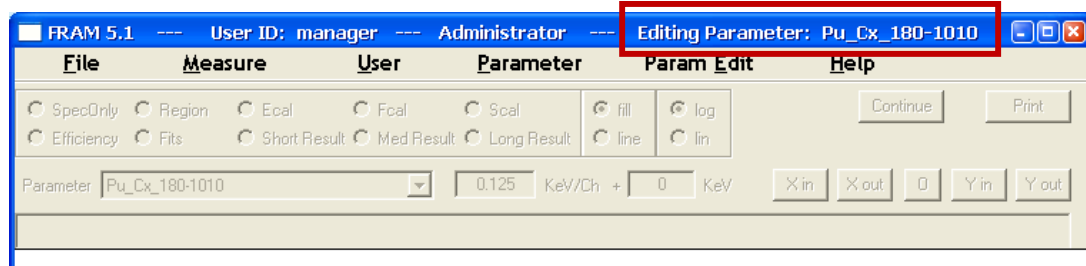 FRAM 5.1 --- User ID: manager --- Administrator --- Editing Parameter: Pu_Cx_180-1010
File Measure User Parameter Param Edit Help
SpecOnly Region Ecal Fcal Scal fill log Continue Print
Efficiency Fits Short Result Med Result Long Result line lin
Parameter Pu_Cx_180-1010 0.125 KeV/Ch + 0 KeV X in X out 0 Y in Y out